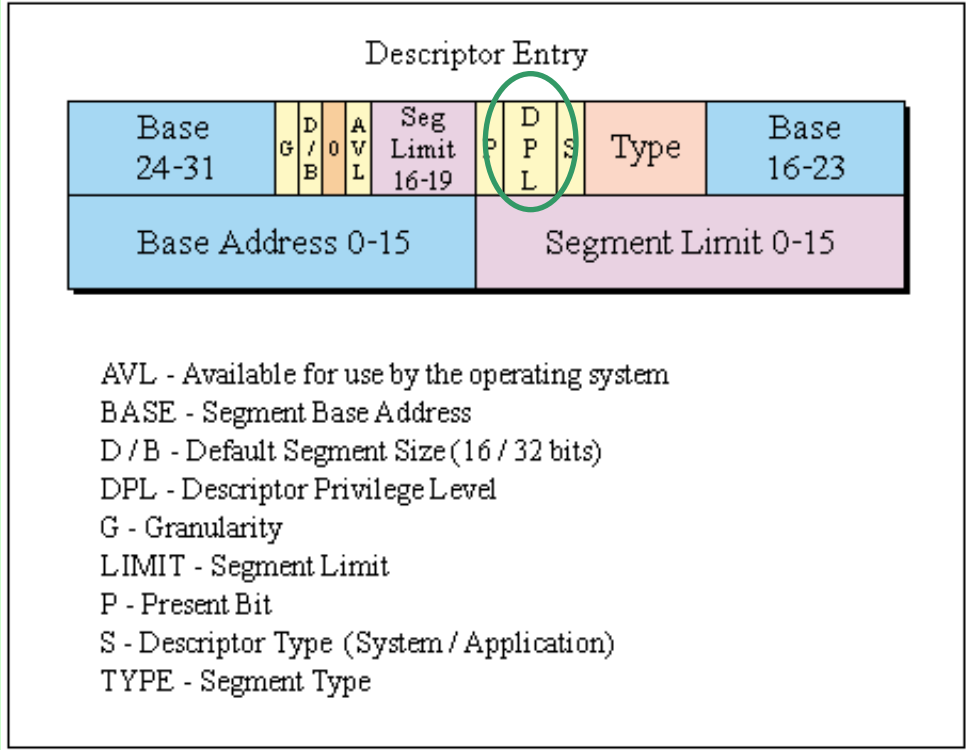 Descriptor Entry
Base 24-31
G
D/B
0
AVL
Seg Limit 16-19
P
DPL
S
Type
Base 16-23
Base Address 0-15
Segment Limit 0-15
AVL - Available for use by the operating system
BASE - Segment Base Address
D / B - Default Segment Size (16 / 32 bits)
DPL - Descriptor Privilege Level
G - Granularity
LIMIT - Segment Limit
P - Present Bit
S - Descriptor Type (System / Application)
TYPE - Segment Type